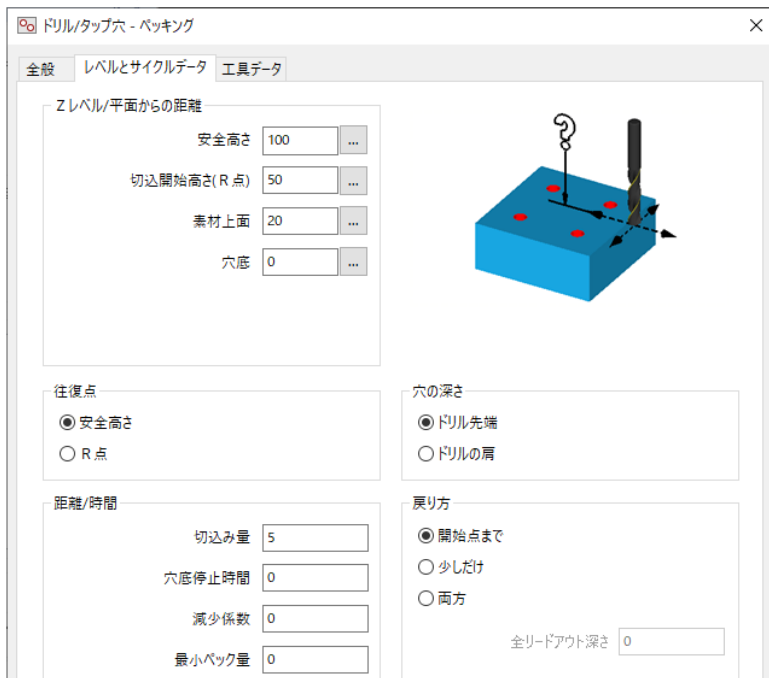 ドリル/タップ穴 - ペッキング
全般 レベルとサイクルデータ 工具データ
Zレベル/平面からの距離
安全高さ 100 ...
切込開始高さ(R点) 50 ...
素材上面 20 ...
穴底 0 ...
往復点
安全高さ
R点
穴の深さ
ドリル先端
ドリルの肩
距離/時間
切込み量 5
穴底停止時間 0
減少係数 0
最小ペック量 0
戻り方
開始点まで
少しだけ
両方
全リードアウト深さ 0